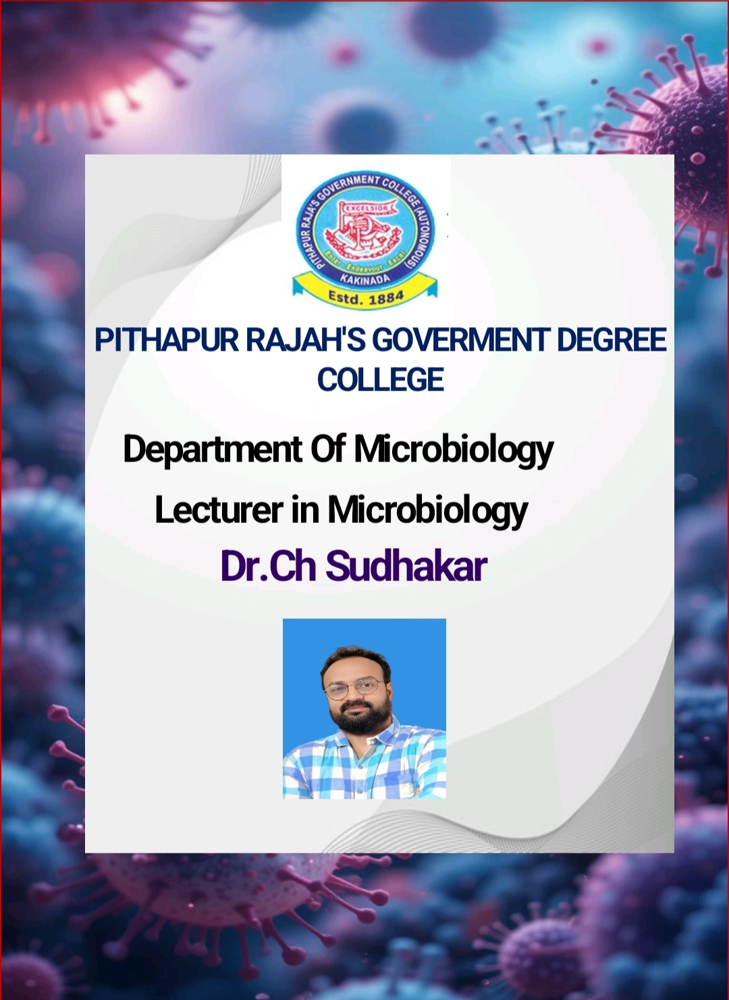 PITHAPUR RAJA'S GOVERNMENT COLLEGE (AUTONOMOUS)
EXCELSIOR
Enter - Endeavour - Excel
KAKINADA
Estd. 1884
PITHAPUR RAJAH'S GOVERMENT DEGREE
COLLEGE
Department Of Microbiology
Lecturer in Microbiology
Dr.Ch Sudhakar